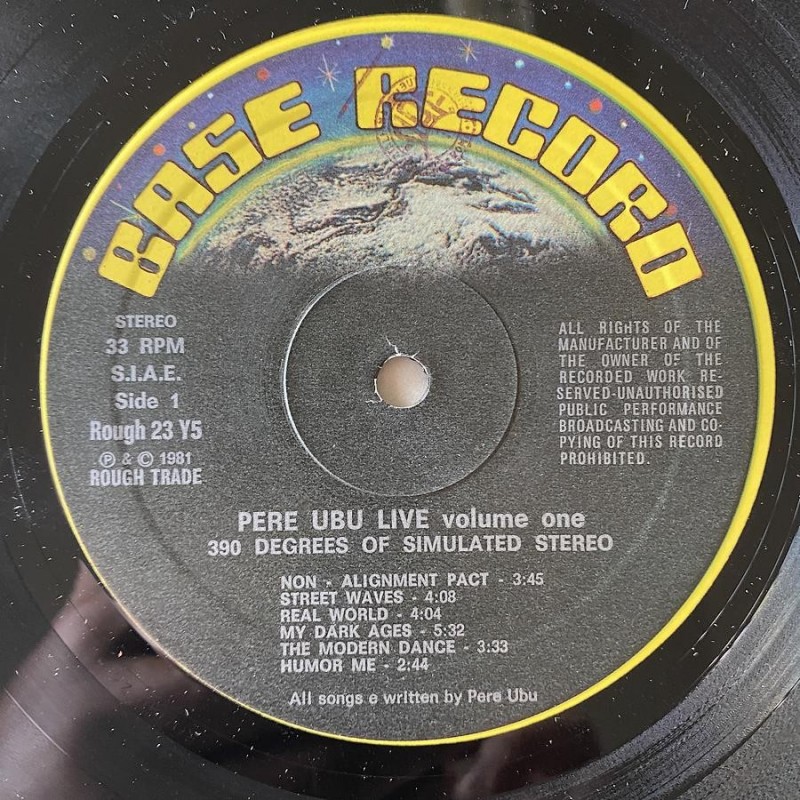 BASE RECORD
STEREO
33 RPM
S.I.A.E.
Side 1
Rough 23 Y5
Ⓟ & © 1981
ROUGH TRADE
ALL RIGHTS OF THE
MANUFACTURER AND OF
THE OWNER OF THE
RECORDED WORK RE-
SERVED-UNAUTHORISED
PUBLIC PERFORMANCE
BROADCASTING AND CO-
PYING OF THIS RECORD
PROHIBITED.
PERE UBU LIVE volume one
390 DEGREES OF SIMULATED STEREO
NON - ALIGNMENT PACT - 3:45
STREET WAVES - 4:08
REAL WORLD - 4:04
MY DARK AGES - 5:32
THE MODERN DANCE - 3:33
HUMOR ME - 2:44
All songs e written by Pere Ubu